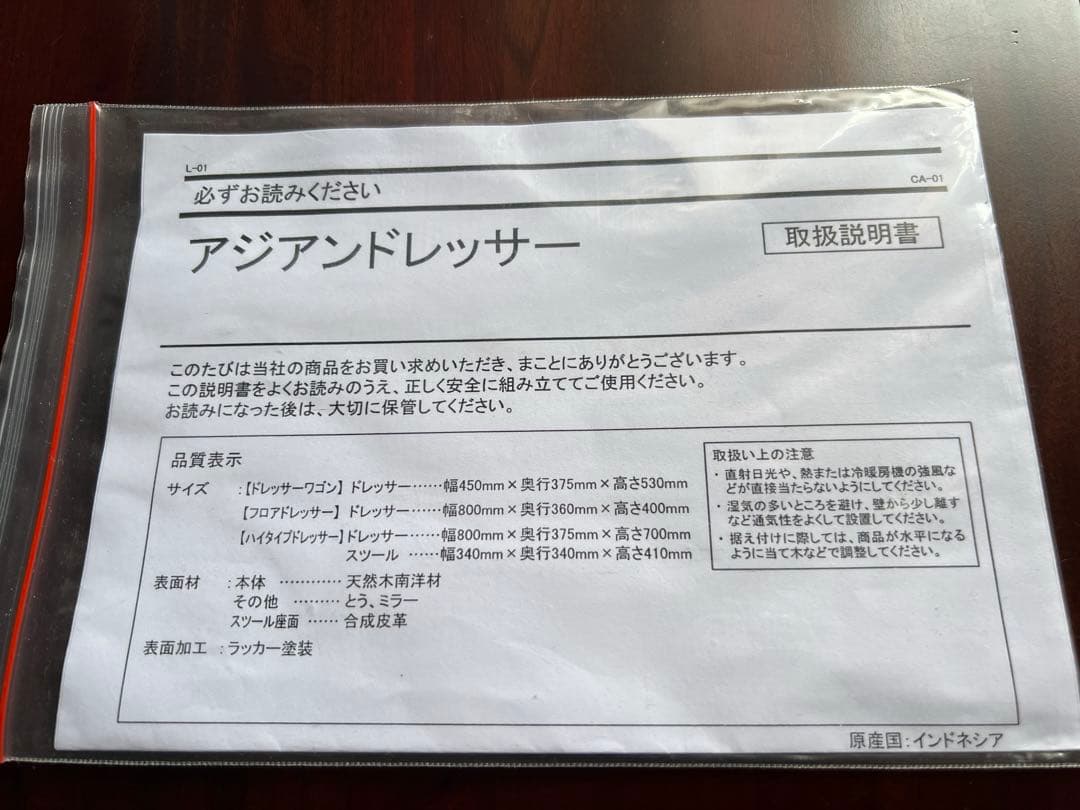 L-01
CA-01
必ずお読みください
アジアンドレッサー
取扱説明書
このたびは当社の商品をお買い求めいただき、まことにありがとうございます。
この説明書をよくお読みのうえ、正しく安全に組み立ててご使用ください。
お読みになった後は、大切に保管してください。
品質表示
サイズ :【ドレッサーワゴン】 ドレッサー……幅450mm×奥行375mm×高さ530mm
【フロアドレッサー】 ドレッサー……幅800mm×奥行360mm×高さ400mm
【ハイタイプドレッサー】ドレッサー……幅800mm×奥行375mm×高さ700mm
スツール ……幅340mm×奥行340mm×高さ410mm
表面材 :本体 …………天然木南洋材
その他 ………とう、ミラー
スツール座面 ……合成皮革
表面加工 :ラッカー塗装
取扱い上の注意
・直射日光や、熱または冷暖房機の強風な
どが直接当たらないようにしてください。
・湿気の多いところを避け、壁から少し離す
など通気性をよくして設置してください。
・据え付けに際しては、商品が水平になる
ように当て木などで調整してください。
原産国:インドネシア